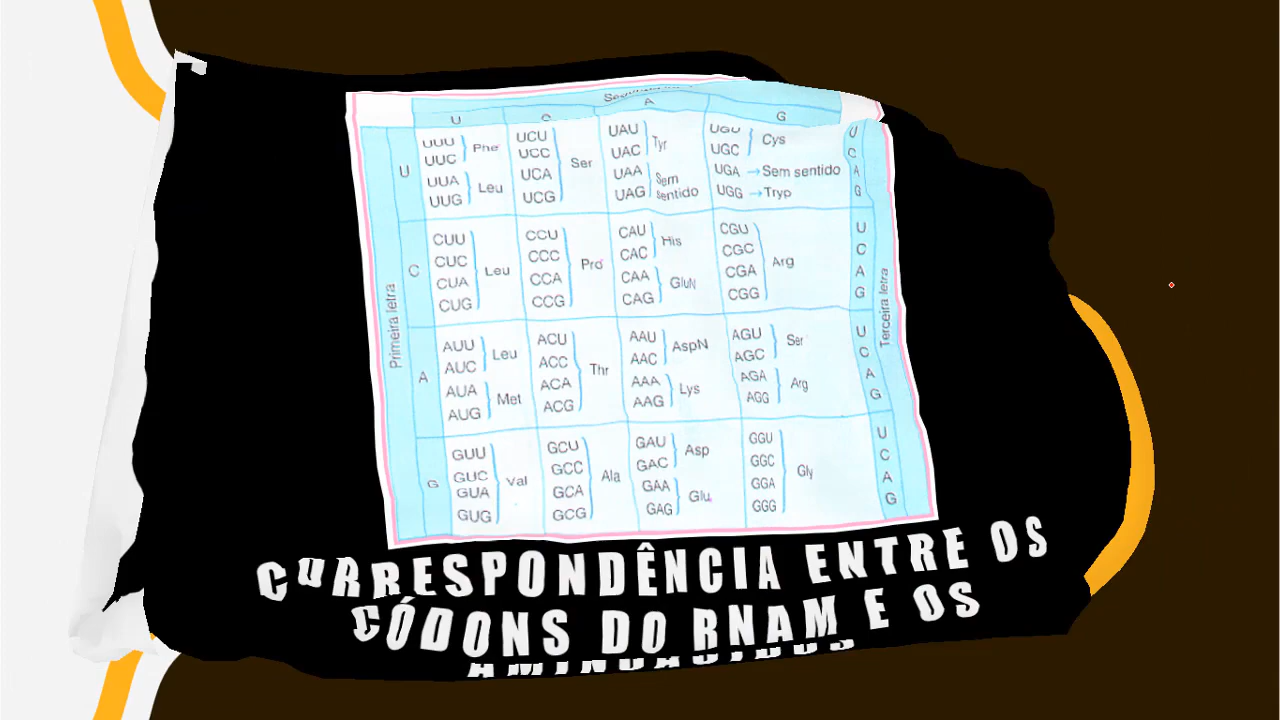 U C A G
U UUU UUC Phe UCU UCC UCA UCG Ser UAU UAC Tyr UGU UGC Cys U C A G
UUA UUG Leu UAA UAG Sem sentido UGA → Sem sentido
UGG → Tryp
C CUU CUC CUA CUG Leu CCU CCC CCA CCG Pro CAU CAC His CGU CGC CGA CGG Arg U C A G
CAA CAG GluN
A AUU AUC Leu ACU ACC ACA ACG Thr AAU AAC AspN AGU AGC Ser U C A G
AUA AUG Met AAA AAG Lys AGA AGG Arg
G GUU GUC GUA GUG Val GCU GCC GCA GCG Ala GAU GAC Asp GGU GGC GGA GGG Gly U C A G
GAA GAG Glu
Primeira letra
Terceira letra
CORRESPONDÊNCIA ENTRE OS
CÓDONS DO RNAM E OS
AMINOÁCIDOS